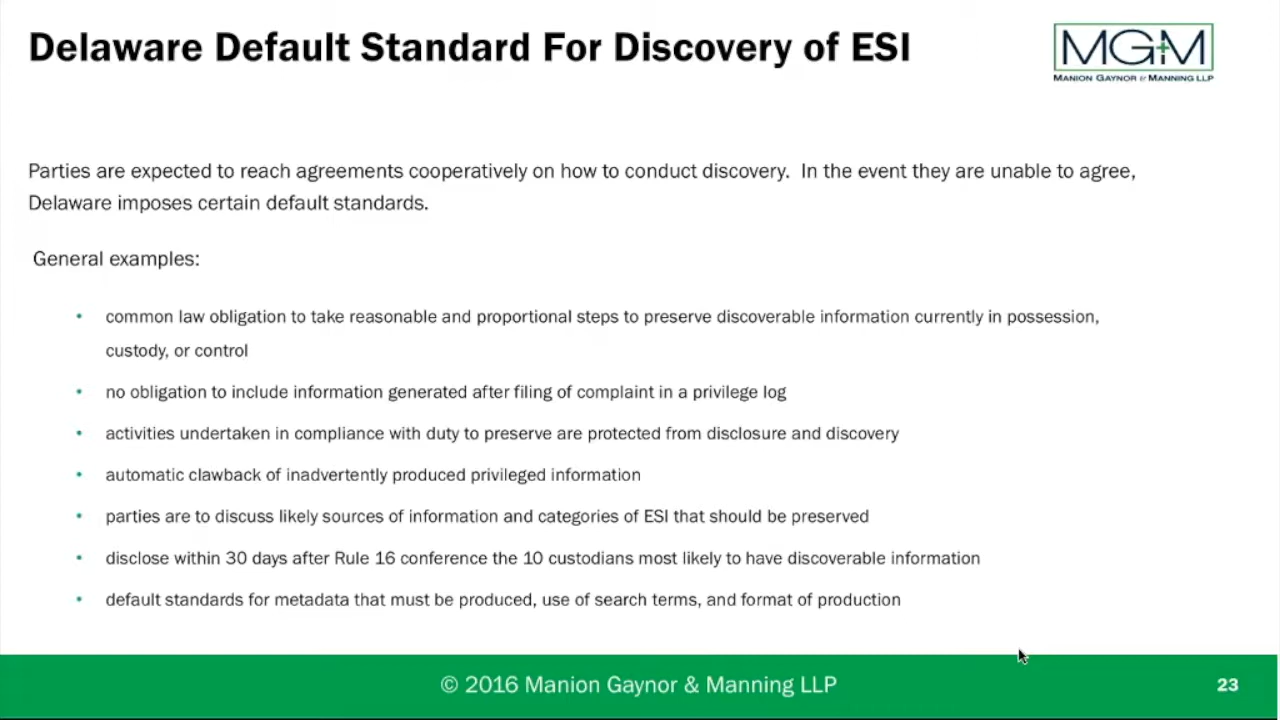 Delaware Default Standard For Discovery of ESI
MG+M
MANION GAYNOR & MANNING LLP
Parties are expected to reach agreements cooperatively on how to conduct discovery.  In the event they are unable to agree,
Delaware imposes certain default standards.
General examples:
• common law obligation to take reasonable and proportional steps to preserve discoverable information currently in possession,
custody, or control
• no obligation to include information generated after filing of complaint in a privilege log
• activities undertaken in compliance with duty to preserve are protected from disclosure and discovery
• automatic clawback of inadvertently produced privileged information
• parties are to discuss likely sources of information and categories of ESI that should be preserved
• disclose within 30 days after Rule 16 conference the 10 custodians most likely to have discoverable information
• default standards for metadata that must be produced, use of search terms, and format of production
© 2016 Manion Gaynor & Manning LLP
23